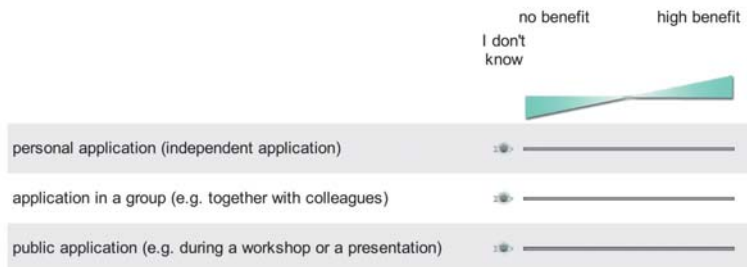 no benefit high benefit
I don't
know
personal application (independent application)
application in a group (e.g. together with colleagues)
public application (e.g. during a workshop or a presentation)